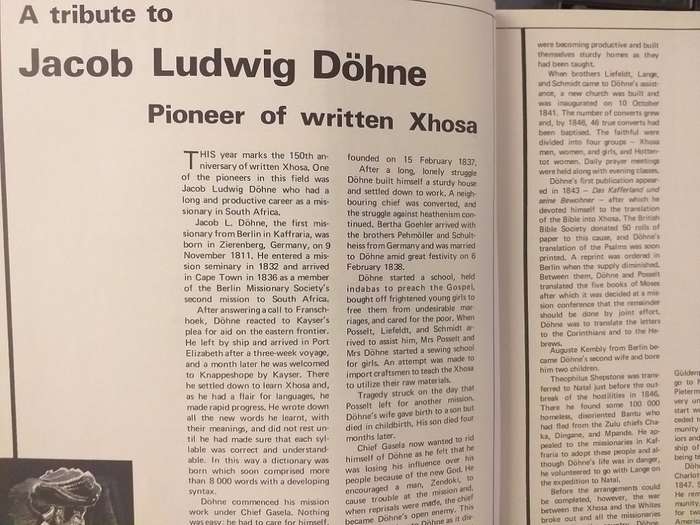 A tribute to
Jacob Ludwig Döhne
Pioneer of written Xhosa
THIS year marks the 150th an-
niversary of written Xhosa. One
of the pioneers in this field was
Jacob Ludwig Döhne who had a
long and productive career as a mis-
sionary in South Africa.
Jacob L. Döhne, the first mis-
sionary from Berlin in Kaffraria, was
born in Zierenberg, Germany, on 9
November 1811. He entered a mis-
sion seminary in 1832 and arrived
in Cape Town in 1836 as a member
of the Berlin Missionary Society's
second mission to South Africa.
After answering a call to Fransch-
hoek, Döhne reacted to Kayser's
plea for aid on the eastern frontier.
He left by ship and arrived in Port
Elizabeth after a three-week voyage,
and a month later he was welcomed
to Knappeshope by Kayser. There
he settled down to learn Xhosa and,
as he had a flair for languages, he
made rapid progress. He wrote down
all the new words he learnt, with
their meanings, and did not rest un-
til he had made sure that each syl-
lable was correct and understand-
able. In this way a dictionary was
born which soon comprised more
than 8 000 words with a developing
syntax.
Döhne commenced his mission
work under Chief Gasela. Nothing
was easy: he had to care for himself,
founded on 15 February 1837.
After a long, lonely struggle
Döhne built himself a sturdy house
and settled down to work. A neigh-
bouring chief was converted, and
the struggle against heathenism con-
tinued. Bertha Goehler arrived with
the brothers Pehmöller and Schult-
heiss from Germany and was married
to Döhne amid great festivity on 6
February 1838.
Döhne started a school, held
indabas to preach the Gospel,
bought off frightened young girls to
free them from undesirable mar-
riages, and cared for the poor. When
Posselt, Liefeldt, and Schmidt ar-
rived to assist him, Mrs Posselt and
Mrs Döhne started a sewing school
for girls. An attempt was made to
import craftsmen to teach the Xhosa
to utilize their raw materials.
Tragedy struck on the day that
Posselt left for another mission.
Döhne's wife gave birth to a son but
died in childbirth. His son died four
months later.
Chief Gasela now wanted to rid
himself of Döhne as he felt that he
was losing his influence over his
people because of the new God. He
encouraged a man, Zendoki, to
cause trouble at the mission and,
when reprisals were made, the chief
became Döhne's open enemy. This
Döhne as it dis-
were becoming productive and built
themselves sturdy homes as they
had been taught.
When brothers Liefeldt, Lange,
and Schmidt came to Döhne's assist-
ance, a new church was built and
was inaugurated on 10 October
1841. The number of converts grew
and, by 1846, 46 true converts had
been baptised. The faithful were
divided into four groups – Xhosa
men, women, and girls, and Hotten-
tot women. Daily prayer meetings
were held along with evening classes.
Döhne's first publication appear-
ed in 1843 – Das Kafferland und
seine Bewohner – after which he
devoted himself to the translation
of the Bible into Xhosa. The British
Bible Society donated 50 rolls of
paper to this cause, and Döhne's
translation of the Psalms was soon
printed. A reprint was ordered in
Berlin when the supply diminished.
Between them, Döhne and Posselt
translated the five books of Moses
after which it was decided at a mis-
sion conference that the remainder
should be done by joint effort,
Döhne was to translate the letters
to the Corinthians and to the He-
brews.
Auguste Kembly from Berlin be-
came Döhne's second wife and bore
him two children.
Theophilus Shepstone was trans-
ferred to Natal just before the out-
break of the hostilities in 1846.
There he found some 100 000
homeless, disoriented Bantu who
had fled from the Zulu chiefs Cha-
ka, Dingane, and Mpande. He ap-
pealed to the missionaries in Kaf-
fraria to adopt these people and al-
though Döhne's life was in danger,
he volunteered to go with Lange on
the expedition to Natal.
Before the arrangements could
be completed, however, the war
between the Xhosa and the Whites
broke out and all the missionaries
go to
very
start
1847.